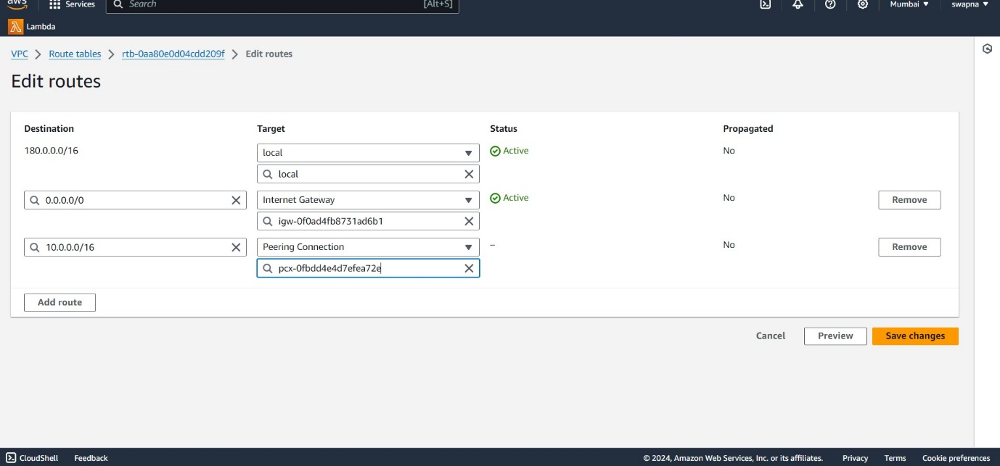 aws
Services
Search
[Alt+S]
Mumbai
swapna
Lambda
VPC
Route tables
rtb-0aa80e0d04cdd209f
Edit routes
Edit routes
Destination Target Status Propagated
180.0.0.0/16 local Active No
local
0.0.0.0/0 Internet Gateway Active No Remove
igw-0f0ad4fb8731ad6b1
10.0.0.0/16 Peering Connection – No Remove
pcx-0fbdd4e4d7efea72e
Add route
Cancel Preview Save changes
CloudShell Feedback © 2024, Amazon Web Services, Inc. or its affiliates. Privacy Terms Cookie preferences